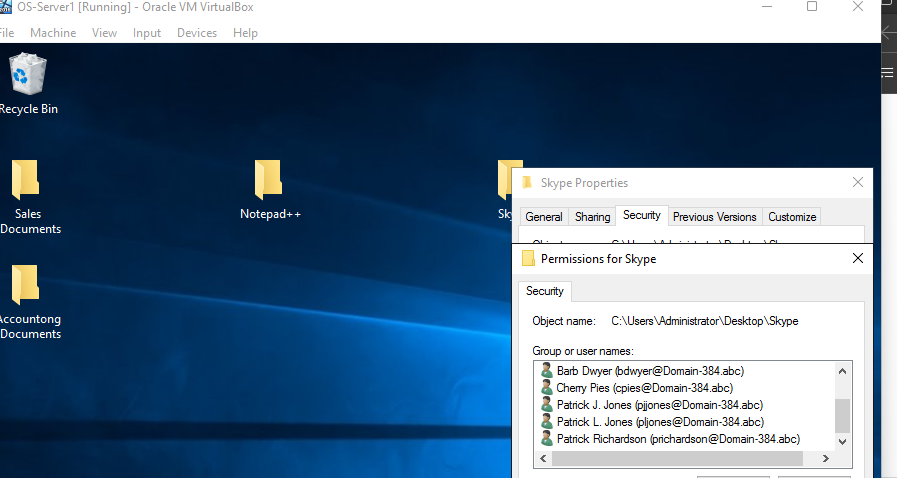 OS-Server1 [Running] - Oracle VM VirtualBox
File Machine View Input Devices Help
Recycle Bin
Sales
Documents
Notepad++
Accountong
Documents
Skype Properties
General Sharing Security Previous Versions Customize
Permissions for Skype
Security
Object name: C:\Users\Administrator\Desktop\Skype
Group or user names:
Barb Dwyer (bdwyer@Domain-384.abc)
Cherry Pies (cpies@Domain-384.abc)
Patrick J. Jones (pjjones@Domain-384.abc)
Patrick L. Jones (pljones@Domain-384.abc)
Patrick Richardson (prichardson@Domain-384.abc)